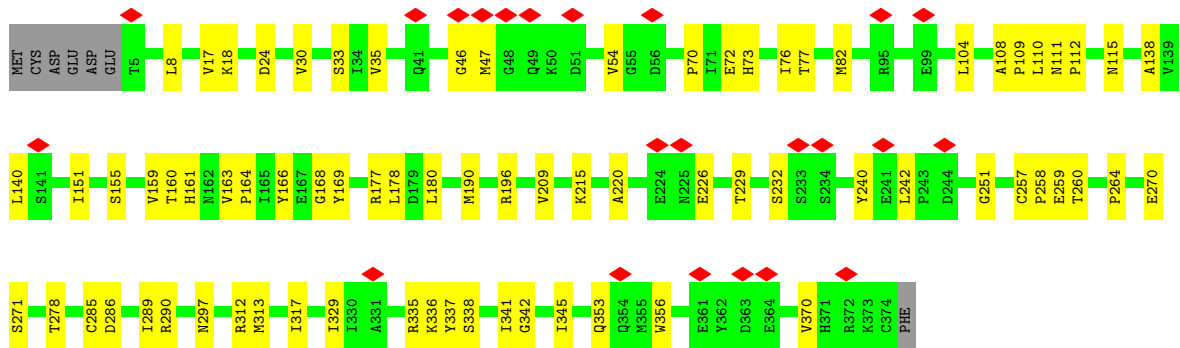 MET CYS ASP GLU ASP GLU T5 L8 V17 K18 D24 V30 S33 I34 V35 Q41 G46 M47 G48 Q49 K50 D51 V54 G55 D56 P70 I71 E72 H73 I76 T77 M82 R95 E99 L104 A108 P109 L110 N111 P112 N115 A138 V139
L140 S141 I151 S155 V159 T160 H161 N162 V163 P164 I165 Y166 E167 G168 Y169 R177 L178 D179 L180 M190 R196 V209 K215 A220 E224 N225 E226 T229 S232 S233 S234 Y240 E241 L242 P243 D244 G251 C257 P258 E259 T260 P264 E270
S271 T278 C285 D286 I289 R290 N297 R312 M313 I317 I329 I330 A331 R335 K336 Y337 S338 I341 G342 I345 Q353 Q354 M355 W356 E361 Y362 D363 E364 V370 H371 R372 K373 C374 PHE